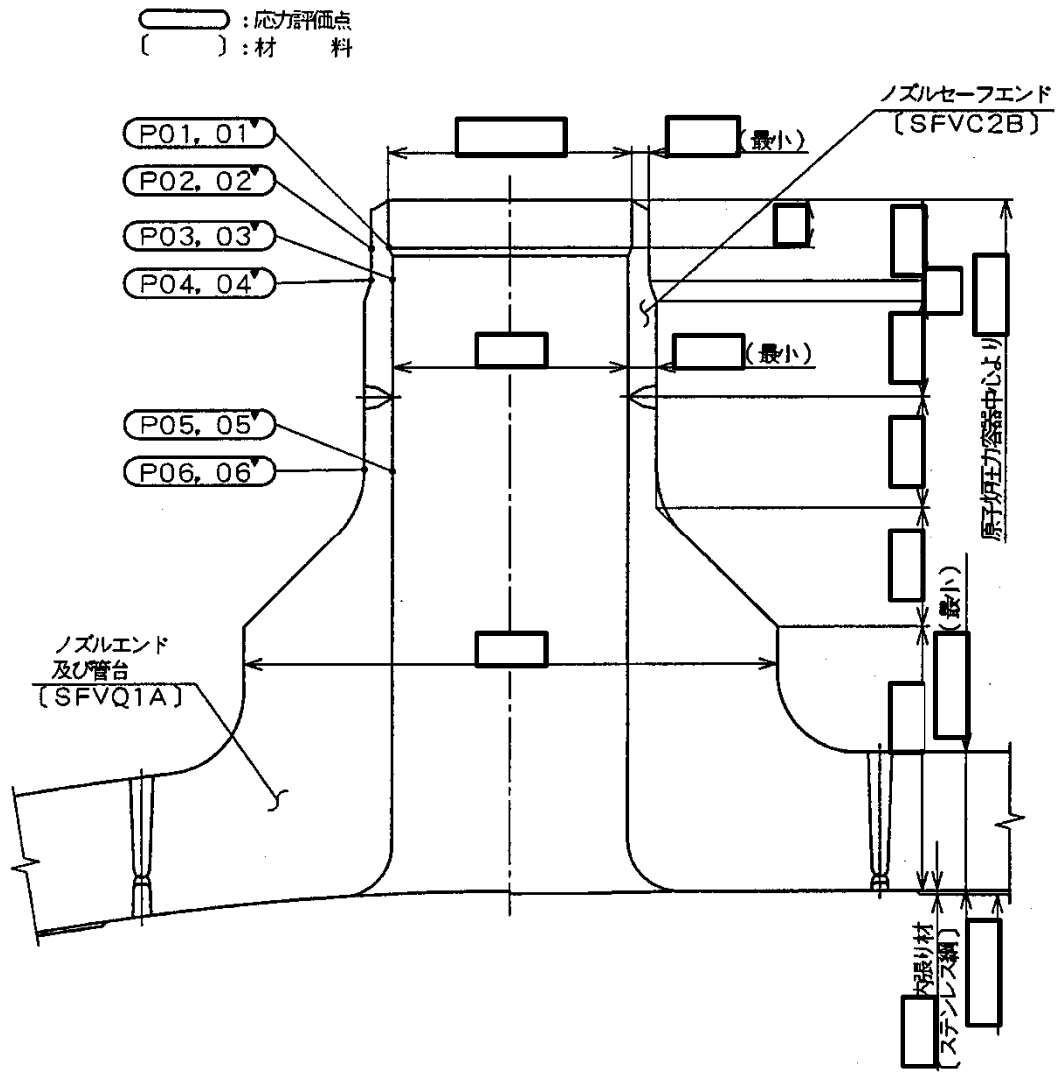 ：応力評価点
〔　　　〕：材　　料
ノズルセーフエンド
〔SFVC2B〕
P01, 01'
(最小)
P02, 02'
P03, 03'
P04, 04'
(最小)
原子炉圧力容器中心より
P05, 05'
P06, 06'
(最小)
ノズルエンド
及び管台
〔SFVQ1A〕
内張り材
〔ステンレス鋼〕